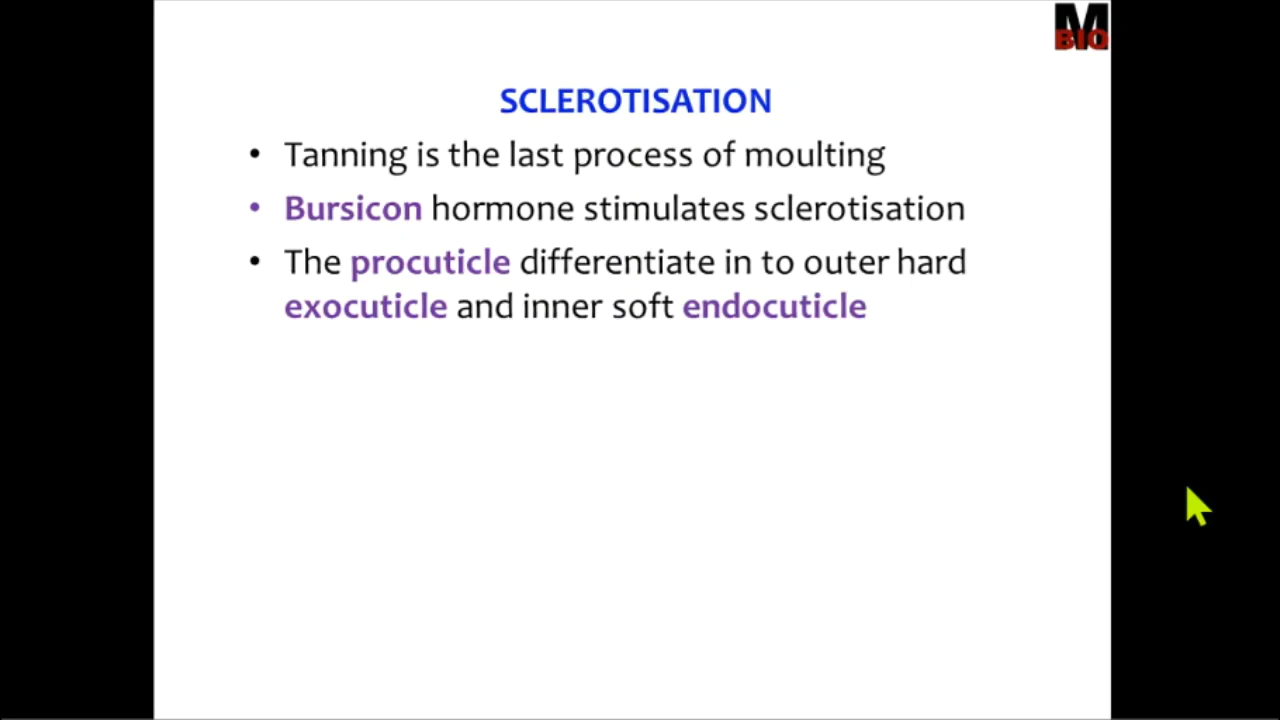 M
BIO
SCLEROTISATION
• Tanning is the last process of moulting
• Bursicon hormone stimulates sclerotisation
• The procuticle differentiate in to outer hard
exocuticle and inner soft endocuticle